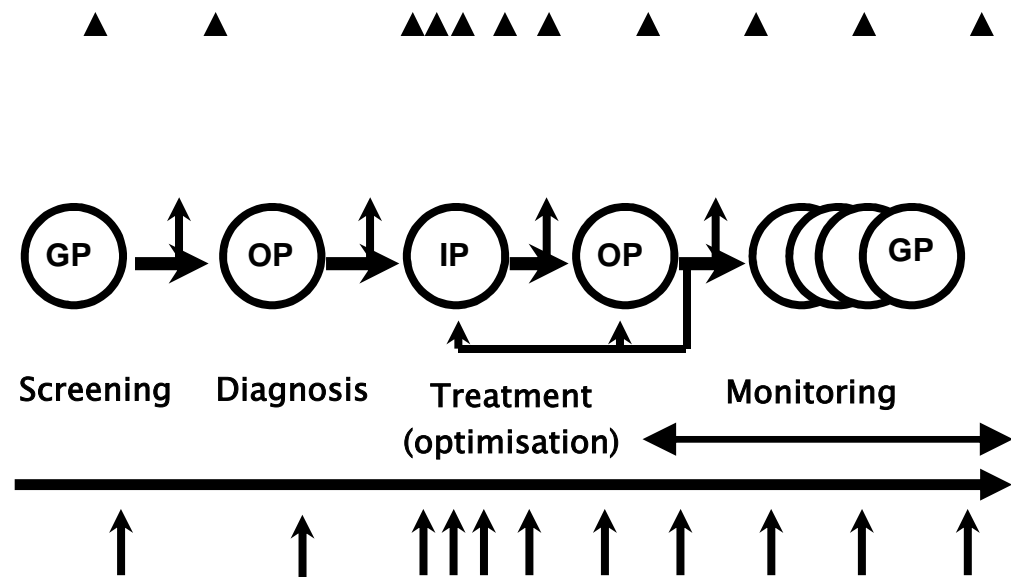 GP
OP
IP
OP
GP
Screening
Diagnosis
Treatment
(optimisation)
Monitoring